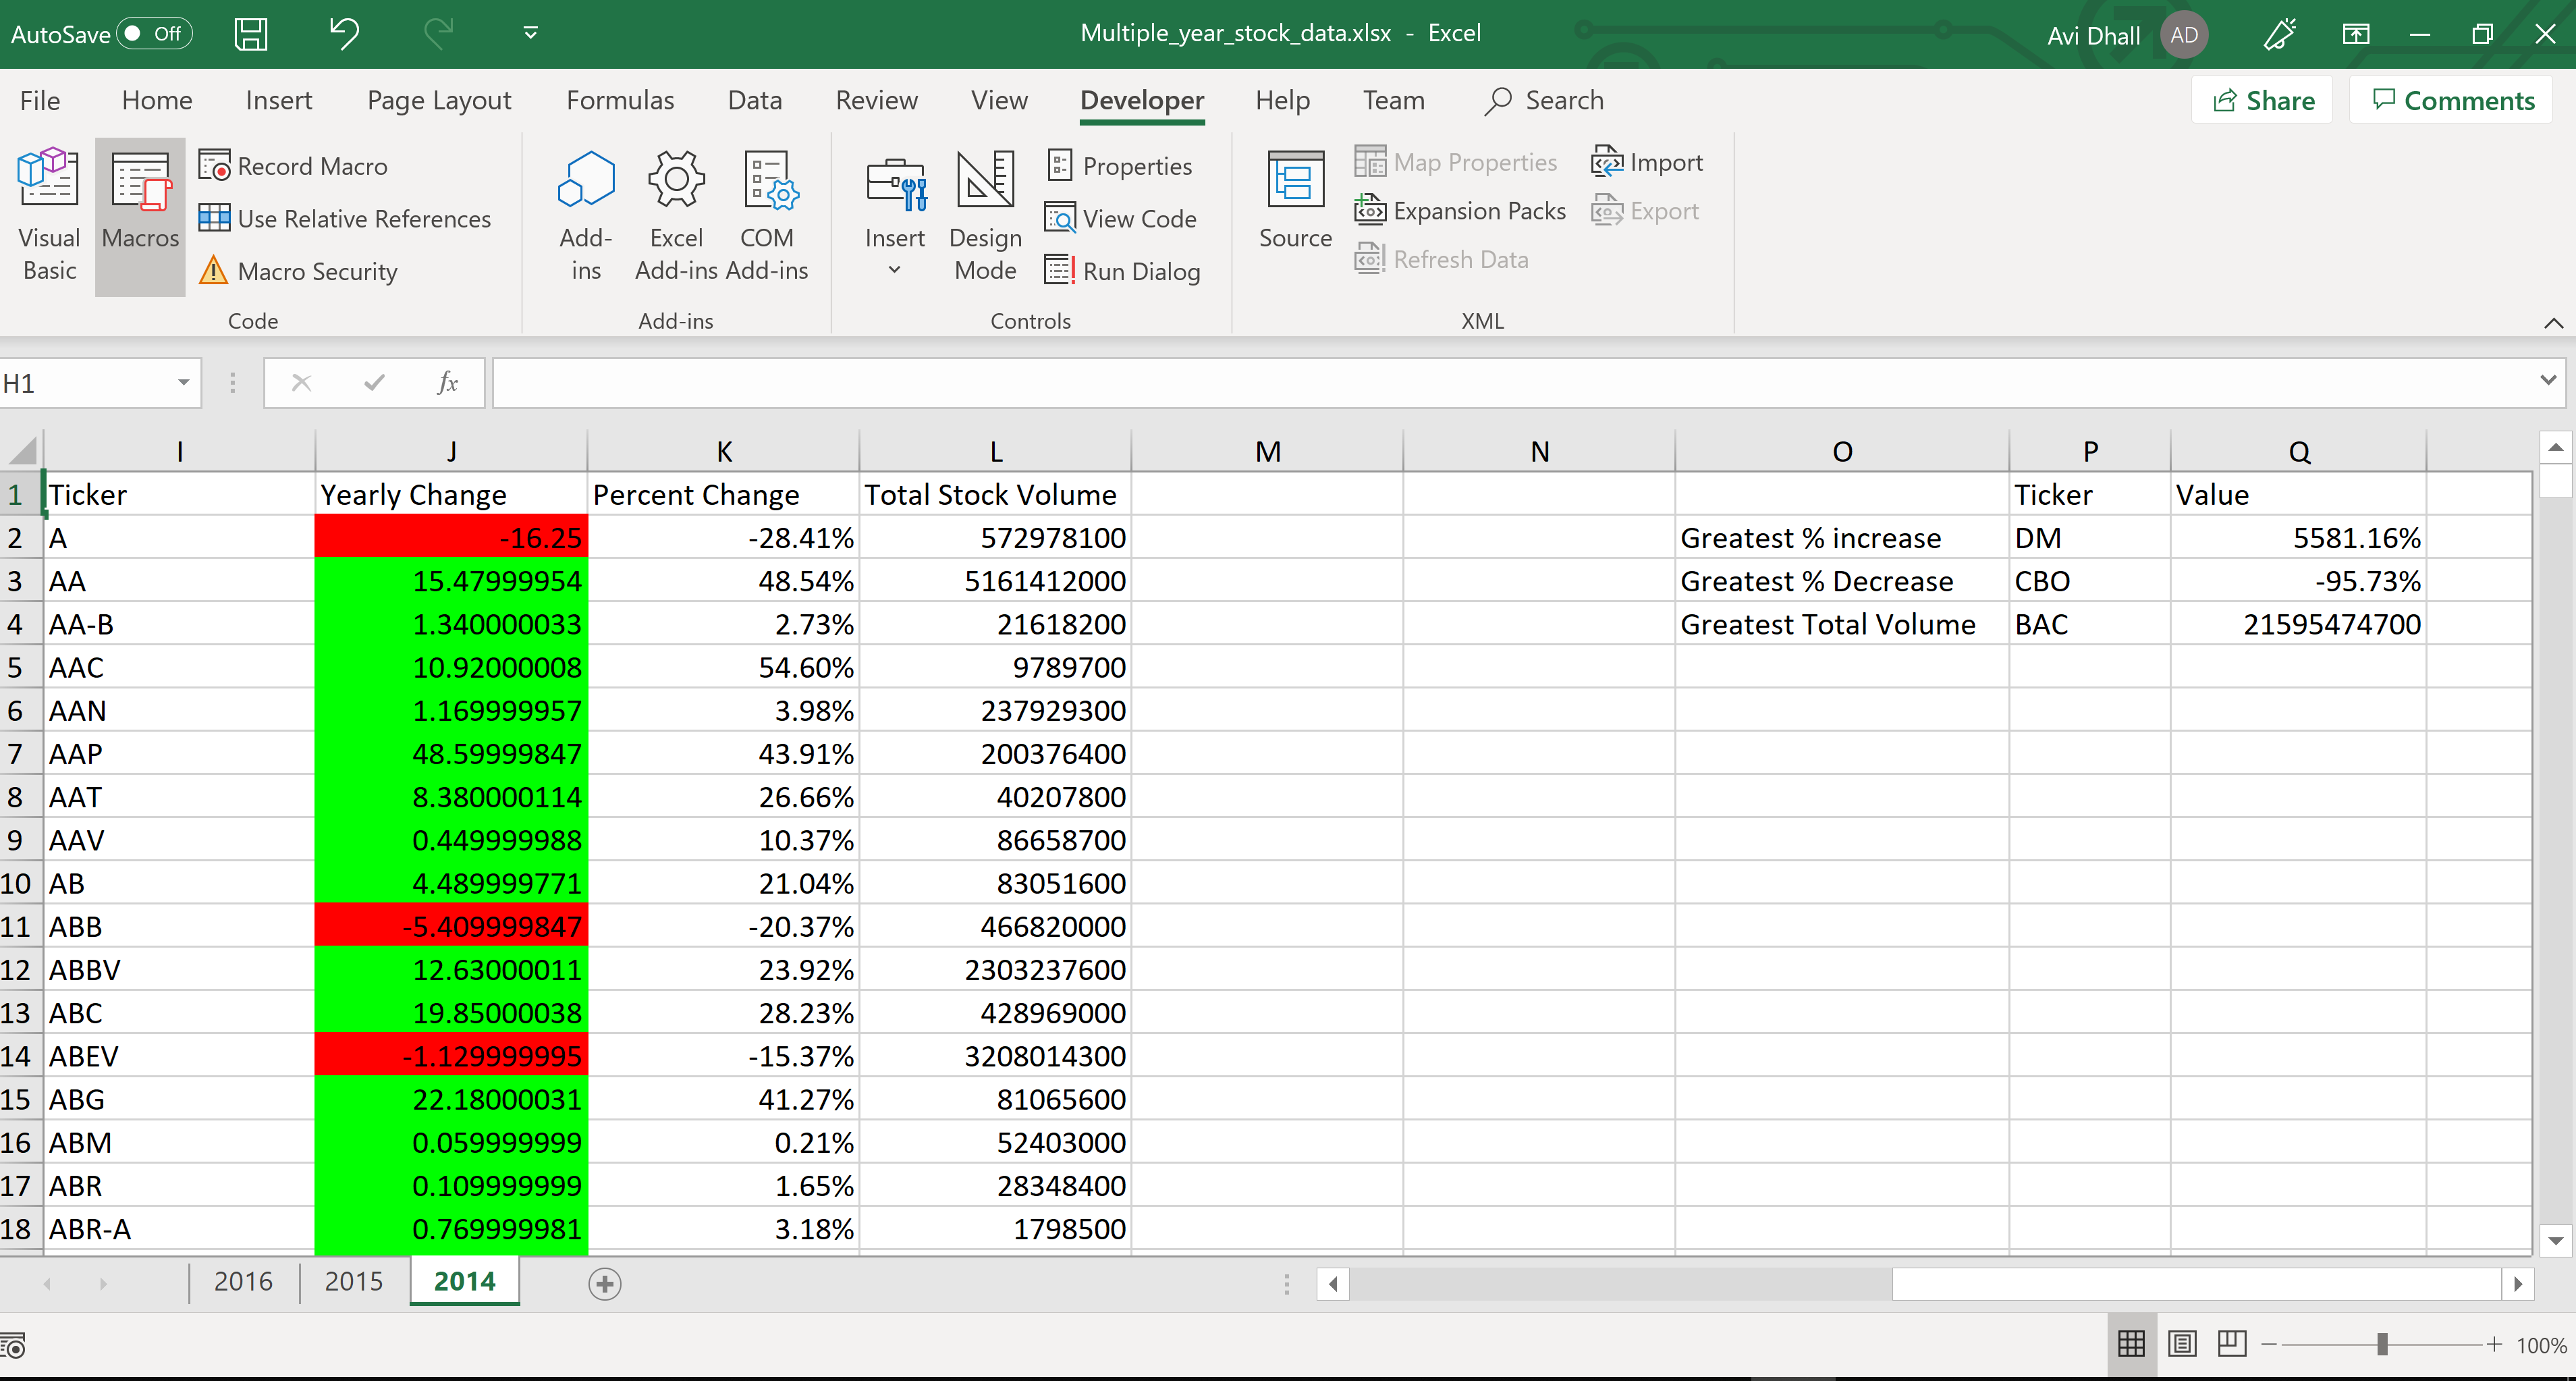 AutoSave Off Multiple_year_stock_data.xlsx - Excel Avi Dhall AD
File Home Insert Page Layout Formulas Data Review View Developer Help Team Search Share Comments
Visual Basic
Macros
Record Macro
Use Relative References
Macro Security
Code
Add-ins
Excel Add-ins
COM Add-ins
Add-ins
Insert
Design Mode
Properties
View Code
Run Dialog
Controls
Source
Map Properties
Expansion Packs
Refresh Data
Import
Export
XML
H1 fx
I J K L M N O P Q
1 Ticker Yearly Change Percent Change Total Stock Volume Ticker Value
2 A -16.25 -28.41% 572978100 Greatest % increase DM 5581.16%
3 AA 15.47999954 48.54% 5161412000 Greatest % Decrease CBO -95.73%
4 AA-B 1.340000033 2.73% 21618200 Greatest Total Volume BAC 21595474700
5 AAC 10.92000008 54.60% 9789700
6 AAN 1.169999957 3.98% 237929300
7 AAP 48.59999847 43.91% 200376400
8 AAT 8.380000114 26.66% 40207800
9 AAV 0.449999988 10.37% 86658700
10 AB 4.489999771 21.04% 83051600
11 ABB -5.409999847 -20.37% 466820000
12 ABBV 12.63000011 23.92% 2303237600
13 ABC 19.85000038 28.23% 428969000
14 ABEV -1.129999995 -15.37% 3208014300
15 ABG 22.18000031 41.27% 81065600
16 ABM 0.059999999 0.21% 52403000
17 ABR 0.109999999 1.65% 28348400
18 ABR-A 0.769999981 3.18% 1798500
2016 2015 2014
100%